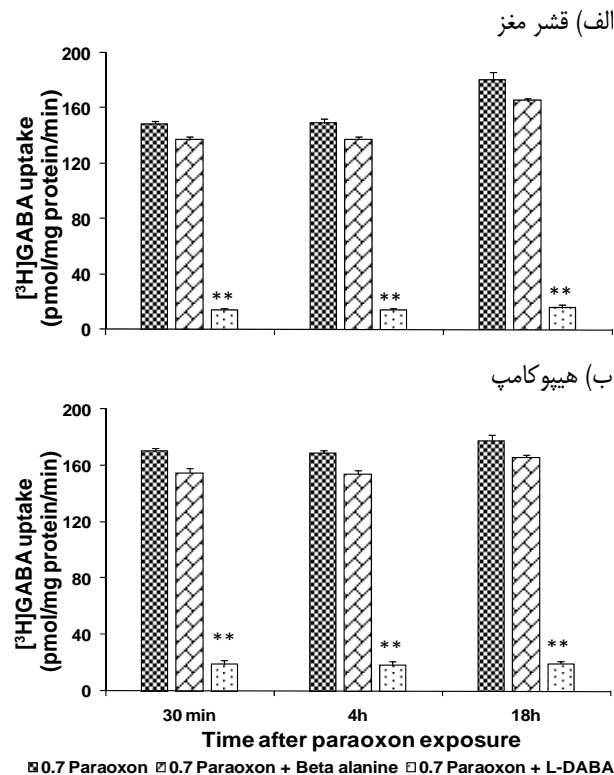 الف) قشر مغز
200
160
120
80
40
0
[³H]GABA uptake
(pmol/mg protein/min)
**
**
**
ب) هیپوکامپ
200
160
120
80
40
0
[³H]GABA uptake
(pmol/mg protein/min)
**
**
**
30 min 4h 18h
Time after paraoxon exposure
0.7 Paraoxon 0.7 Paraoxon + Beta alanine 0.7 Paraoxon + L-DABA